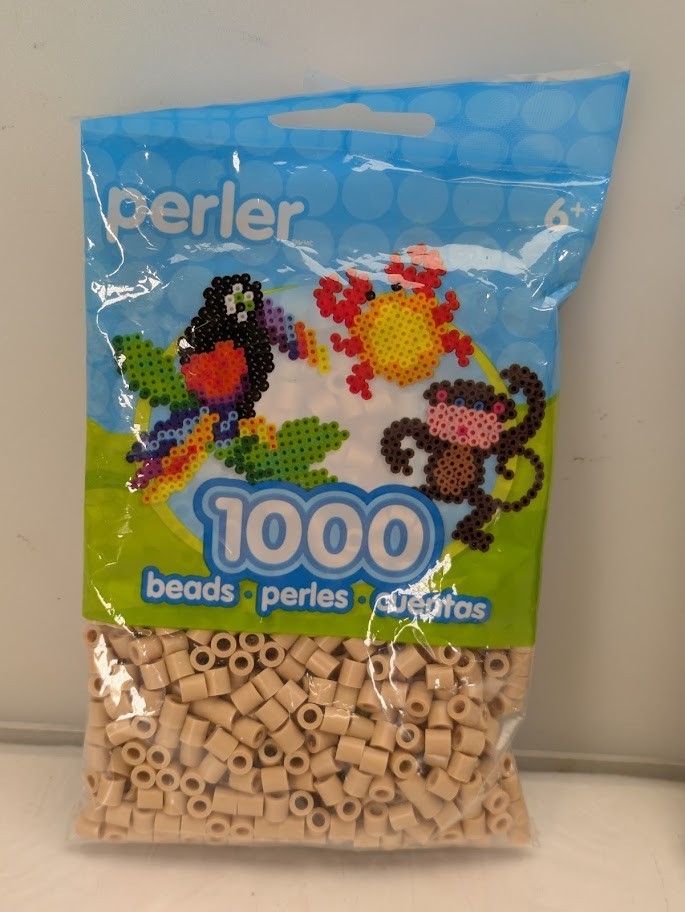 perler
6+
1000
beads · perles · cuentas